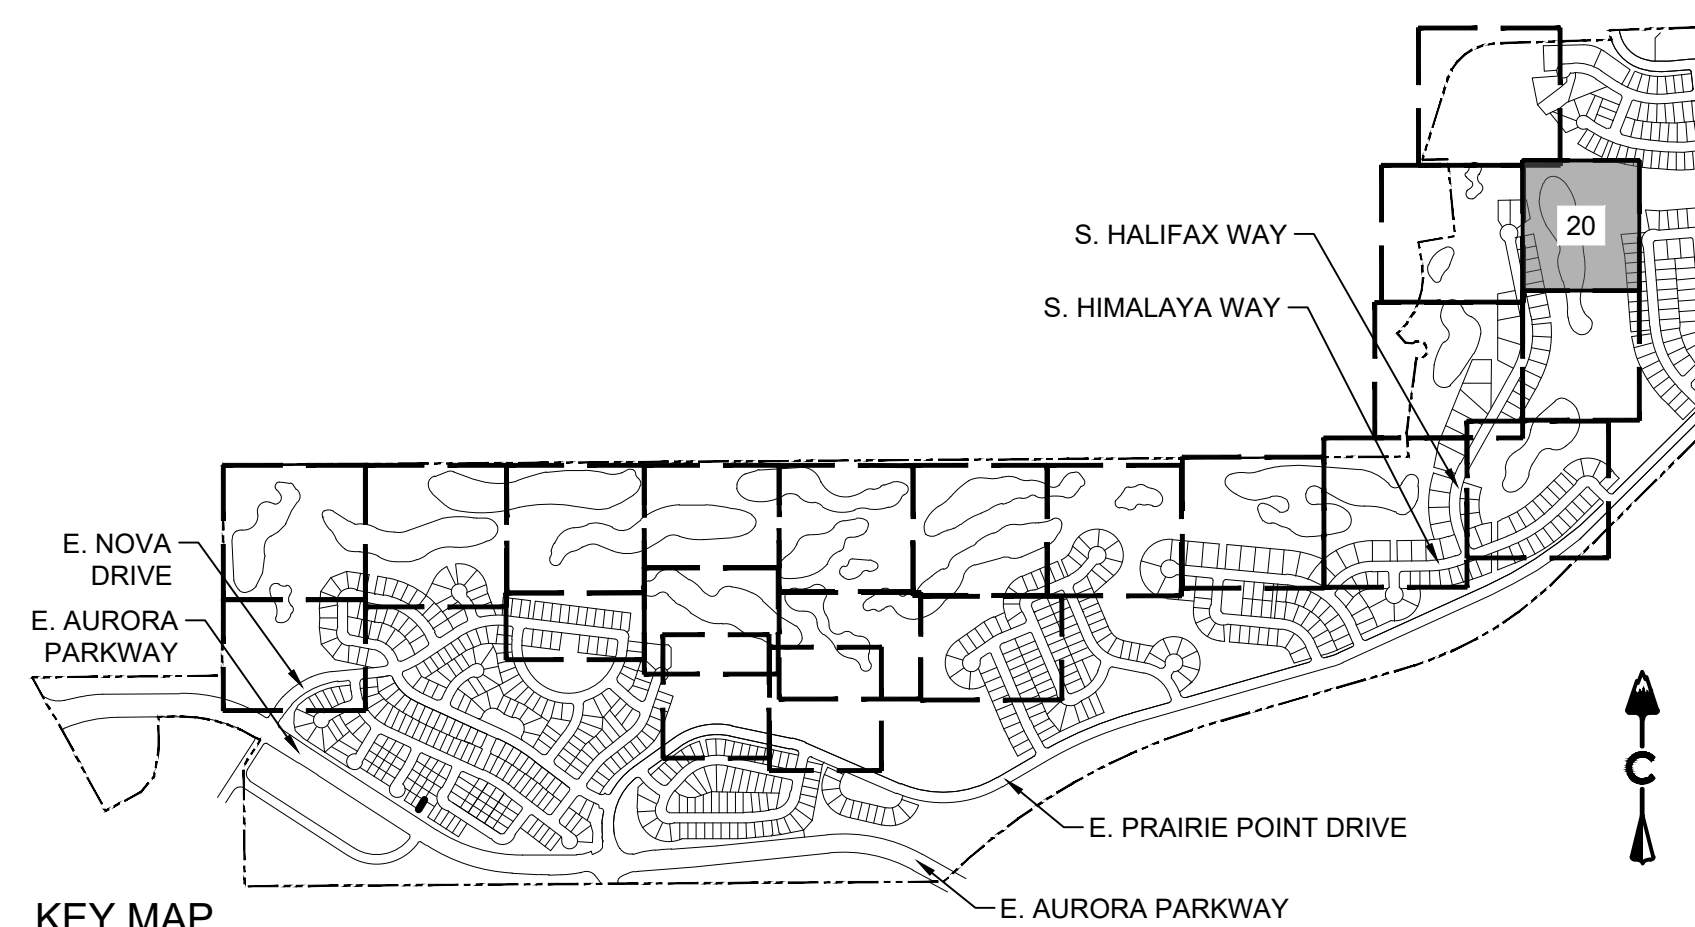 20
S. HALIFAX WAY
S. HIMALAYA WAY
E. NOVA
DRIVE
E. AURORA
PARKWAY
E. PRAIRIE POINT DRIVE
E. AURORA PARKWAY
KEY MAP
C